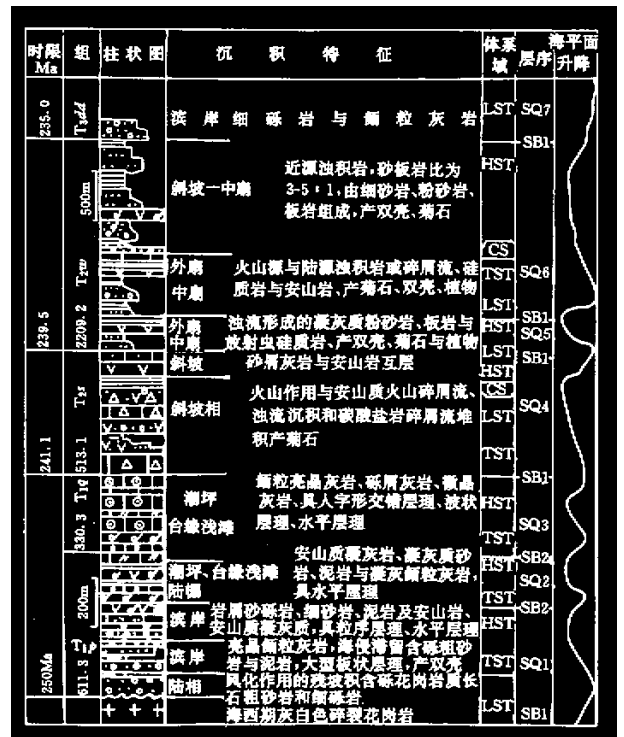 时限 Ma 组 柱状图 沉积特征 体系域 层序 海平面升降
235.0 T3dd 滨岸细砾岩与鲕粒灰岩 LST SQ7
SB1
HST
近源浊积岩,砂板岩比为
斜坡一中扇 3-5:1,由细砂岩、粉砂岩、
500m 板岩组成,产双壳、菊石
CS
T2w 外扇 火山源与陆源浊积岩或碎屑流、硅 TST SQ6
中扇 质岩与安山岩、产菊石、双壳、植物
LST
239.5 2209.2 SB1
外扇 浊流形成的凝灰质粉砂岩、板岩与 HST SQ5
中扇 放射虫硅质岩、产双壳、菊石与植物
LST SB1
斜坡 砂屑灰岩与安山岩互层 HST
火山作用与安山质火山碎屑流、 CS
T2s 斜坡相 浊流沉积和碳酸盐岩碎屑流堆 LST SQ4
积产菊石
241.1 513.1 TST
SB1
鲕粒亮晶灰岩、砾屑灰岩、微晶
T1q 潮坪 灰岩、具人字形交错层理、波状 HST
330.3 台缘浅滩 层理、水平层理 SQ3
TST
安山质凝灰岩、凝灰质砂 SB2
潮坪、台缘浅滩 岩、泥岩与凝灰鲕粒灰岩, HST SQ2
200m 陆棚 具水平层理 TST
SB2
滨岸 岩屑砂砾岩、细砂岩、泥岩及安山岩、 HST
安山质凝灰质,具粒序层理、水平层理
亮晶鲕粒灰岩,海侵滞留含砾粗砂
250Ma 611.3 滨岸 岩与泥岩,大型板状层理,产双壳 TST SQ1
陆相 风化作用的残坡积含砾花岗岩质长
石粗砂岩和细砾岩 LST
海西期灰白色碎裂花岗岩 SB1